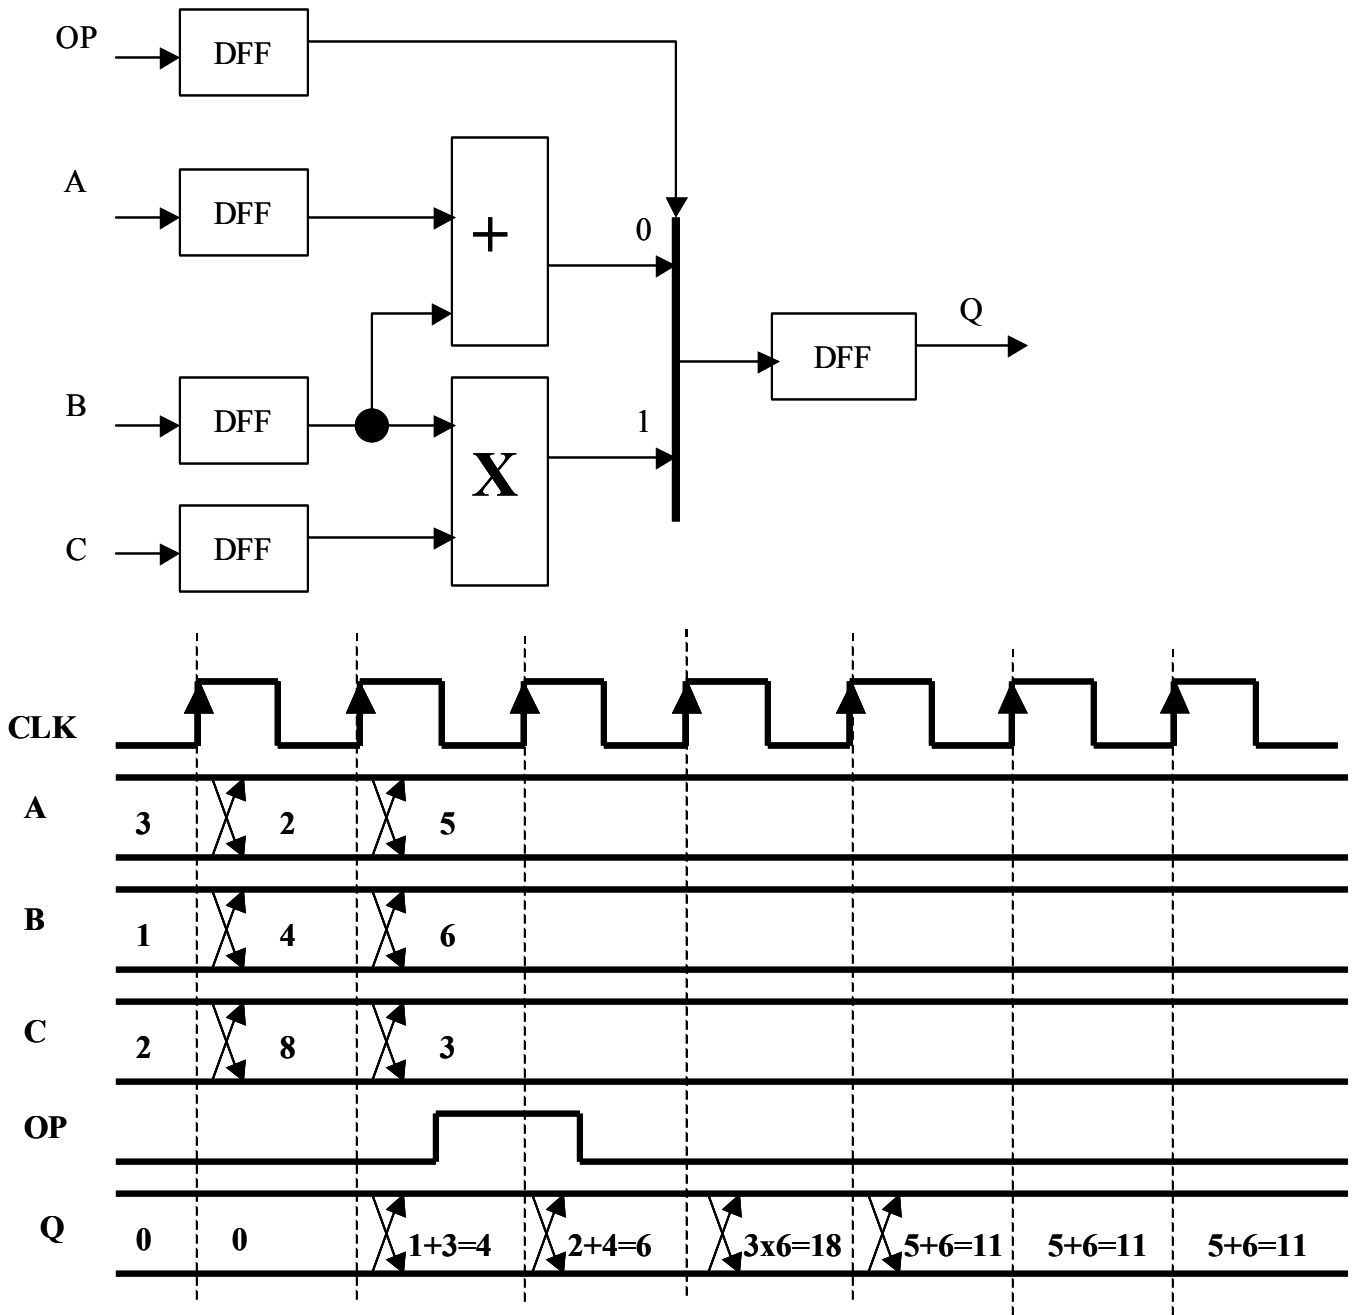 OP
DFF
A
DFF
+
0
B
DFF
1
X
DFF
Q
C
DFF
CLK
A
3 2 5
B
1 4 6
C
2 8 3
OP
Q
0 0 1+3=4 2+4=6 3x6=18 5+6=11 5+6=11 5+6=11